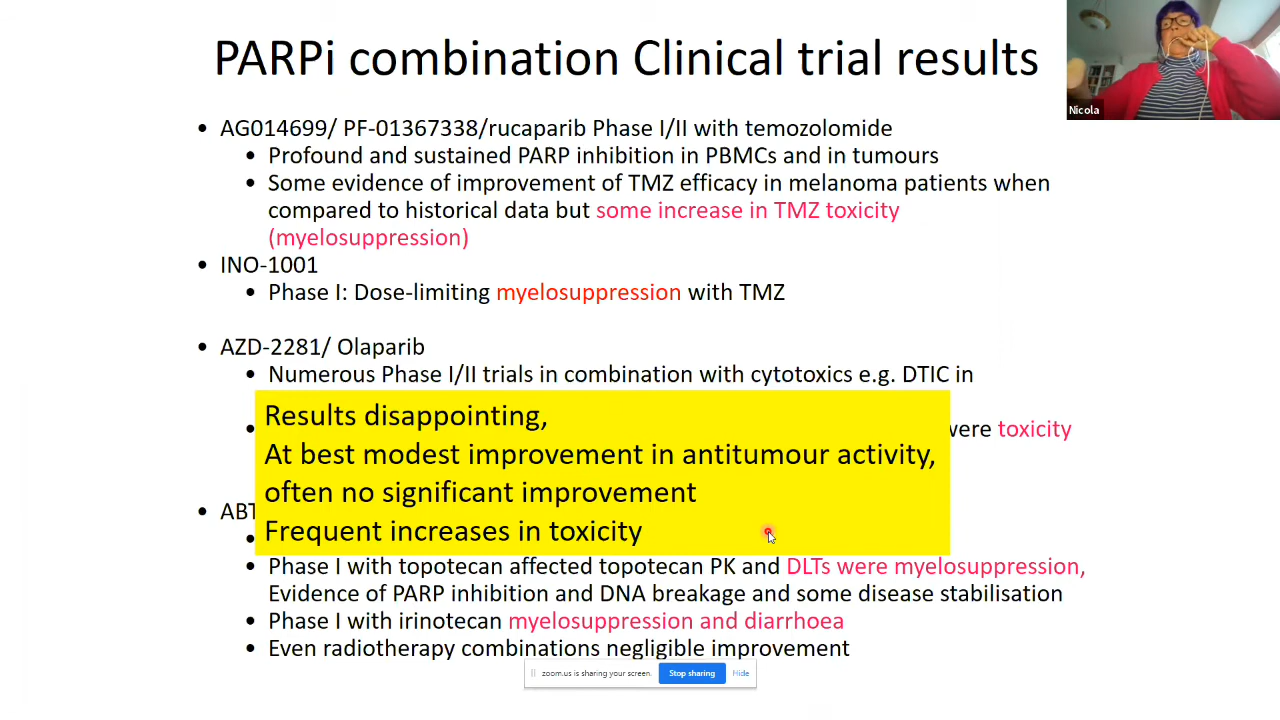 PARPi combination Clinical trial results
Nicola
• AG014699/ PF-01367338/rucaparib Phase I/II with temozolomide
• Profound and sustained PARP inhibition in PBMCs and in tumours
• Some evidence of improvement of TMZ efficacy in melanoma patients when
compared to historical data but some increase in TMZ toxicity
(myelosuppression)
• INO-1001
• Phase I: Dose-limiting myelosuppression with TMZ
• AZD-2281/ Olaparib
• Numerous Phase I/II trials in combination with cytotoxics e.g. DTIC in
Results disappointing,
toxicity
At best modest improvement in antitumour activity,
often no significant improvement
• ABT
Frequent increases in toxicity
• Phase I with topotecan affected topotecan PK and DLTs were myelosuppression,
Evidence of PARP inhibition and DNA breakage and some disease stabilisation
• Phase I with irinotecan myelosuppression and diarrhoea
• Even radiotherapy combinations negligible improvement
zoom.us is sharing your screen. Stop sharing Hide